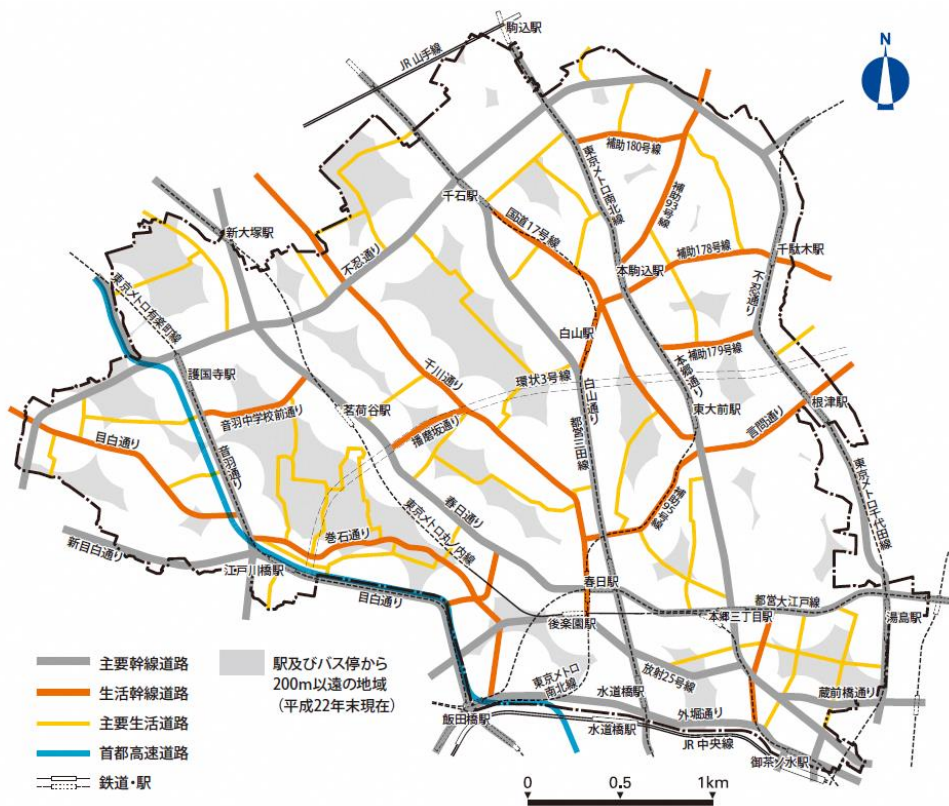 駒込駅
JR山手線
N
東京メトロ南北線
補助180号線
千石駅
補助93号線
国道17号線
新大塚駅
不忍通り
本駒込駅
補助178号線
千駄木駅
東京メトロ有楽町線
不忍通り
白山駅
補助179号線
護国寺駅
千川通り
環状3号線
白山通り
本郷通り
茗荷谷駅
音羽中学校前通り
東大前駅
根津駅
言問通り
目白通り
播磨坂通り
都営三田線
音羽通り
春日通り
補助95号線
東京メトロ千代田線
東京メトロ丸ノ内線
巻石通り
新目白通り
江戸川橋駅
目白通り
春日駅
都営大江戸線
後楽園駅
本郷三丁目駅
湯島駅
東京メトロ
南北線
放射25号線
水道橋駅
蔵前橋通り
外堀通り
飯田橋駅
水道橋駅
JR中央線
御茶ノ水駅
主要幹線道路
生活幹線道路
主要生活道路
首都高速道路
鉄道・駅
駅及びバス停から
200m以遠の地域
（平成22年末現在）
0 0.5 1km